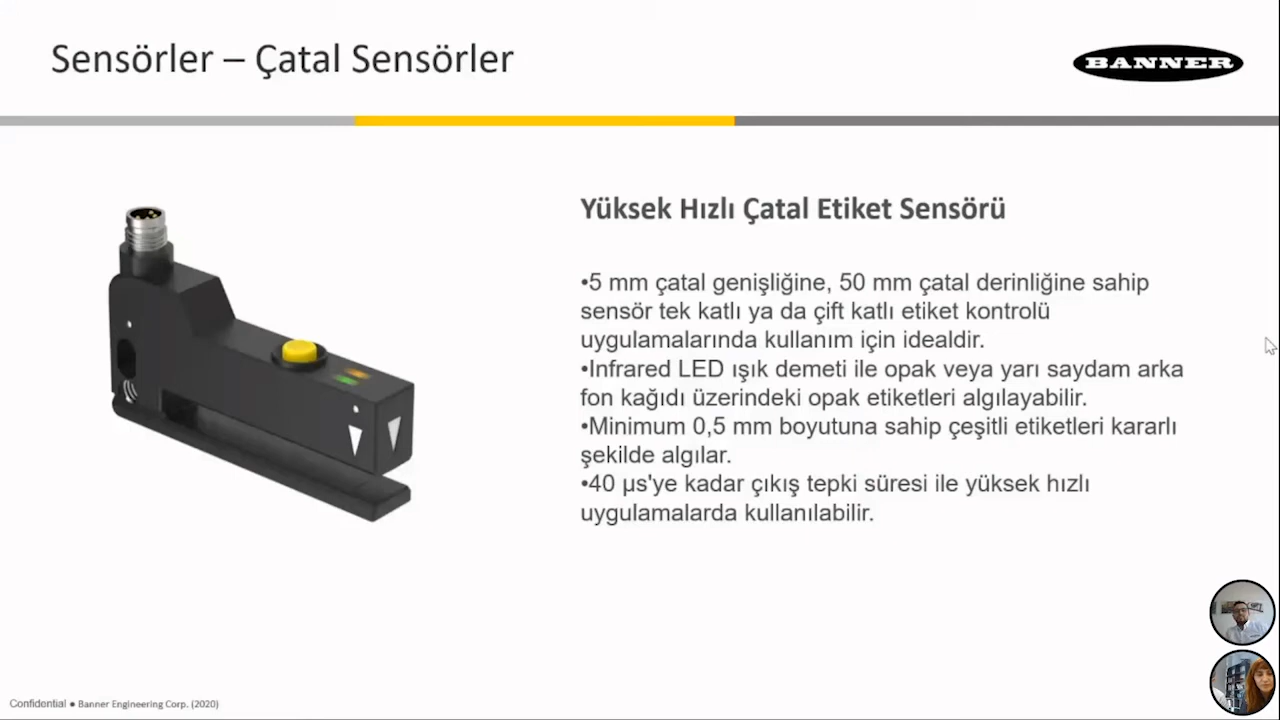 Sensörler – Çatal Sensörler
BANNER
Yüksek Hızlı Çatal Etiket Sensörü
•5 mm çatal genişliğine, 50 mm çatal derinliğine sahip
sensör tek katlı ya da çift katlı etiket kontrolü
uygulamalarında kullanım için idealdir.
•Infrared LED ışık demeti ile opak veya yarı saydam arka
fon kağıdı üzerindeki opak etiketleri algılayabilir.
•Minimum 0,5 mm boyutuna sahip çeşitli etiketleri kararlı
şekilde algılar.
•40 µs'ye kadar çıkış tepki süresi ile yüksek hızlı
uygulamalarda kullanılabilir.
Confidential ● Banner Engineering Corp. (2020)